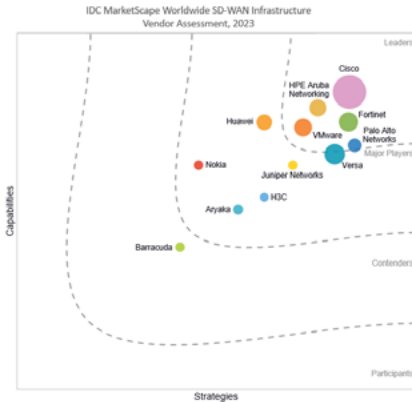 IDC MarketScape Worldwide SD-WAN Infrastructure
Vendor Assessment, 2023
Leaders
Cisco
HPE Aruba
Networking
Fortinet
Huawei
VMware
Palo Alto
Networks
Major Players
Versa
Nokia
Juniper Networks
H3C
Aryaka
Barracuda
Contenders
Participants
Capabilities
Strategies